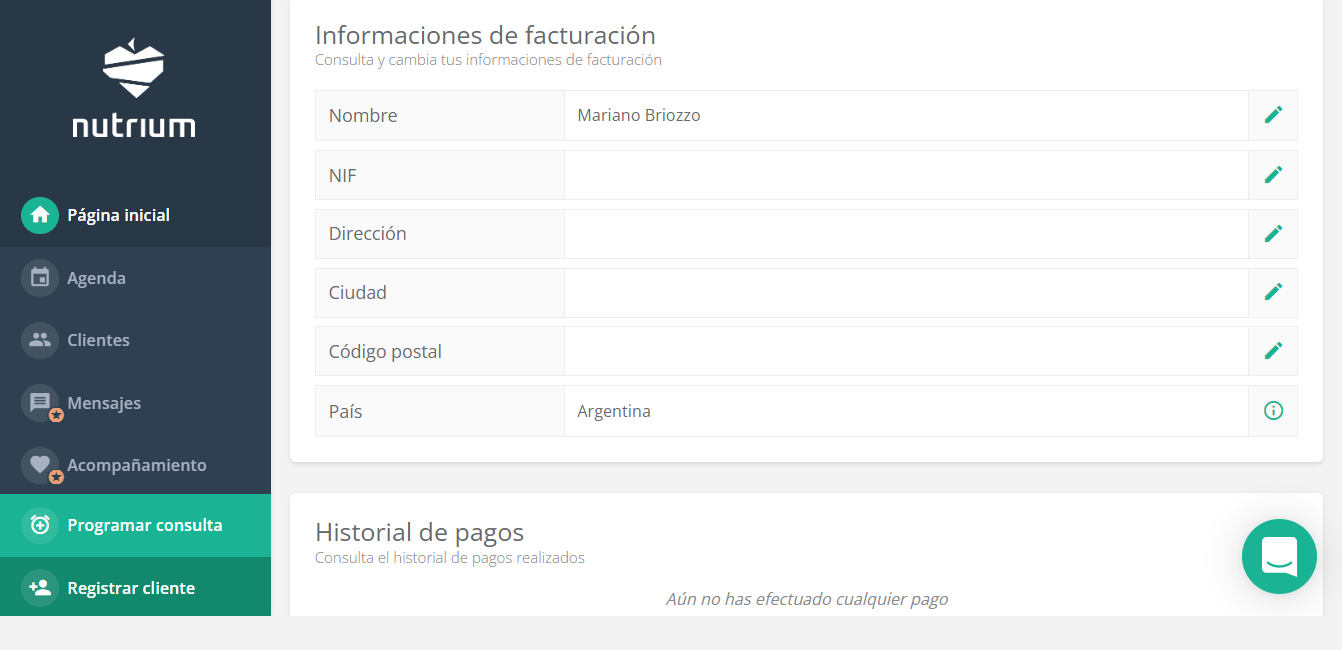 nutrium
Página inicial
Agenda
Clientes
Mensajes
Acompañamiento
Programar consulta
Registrar cliente
Informaciones de facturación
Consulta y cambia tus informaciones de facturación
Nombre Mariano Briozzo
NIF
Dirección
Ciudad
Código postal
País Argentina
Historial de pagos
Consulta el historial de pagos realizados
Aún no has efectuado cualquier pago